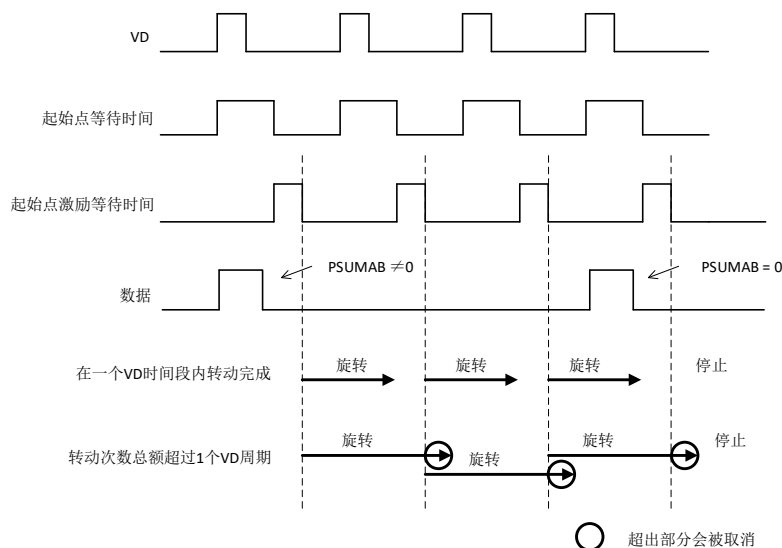 VD
起始点等待时间
起始点激励等待时间
PSUMAB ≠0
PSUMAB = 0
数据
在一个VD时间段内转动完成
旋转
旋转
旋转
停止
转动次数总额超过1个VD周期
旋转
旋转
旋转
停止
超出部分会被取消